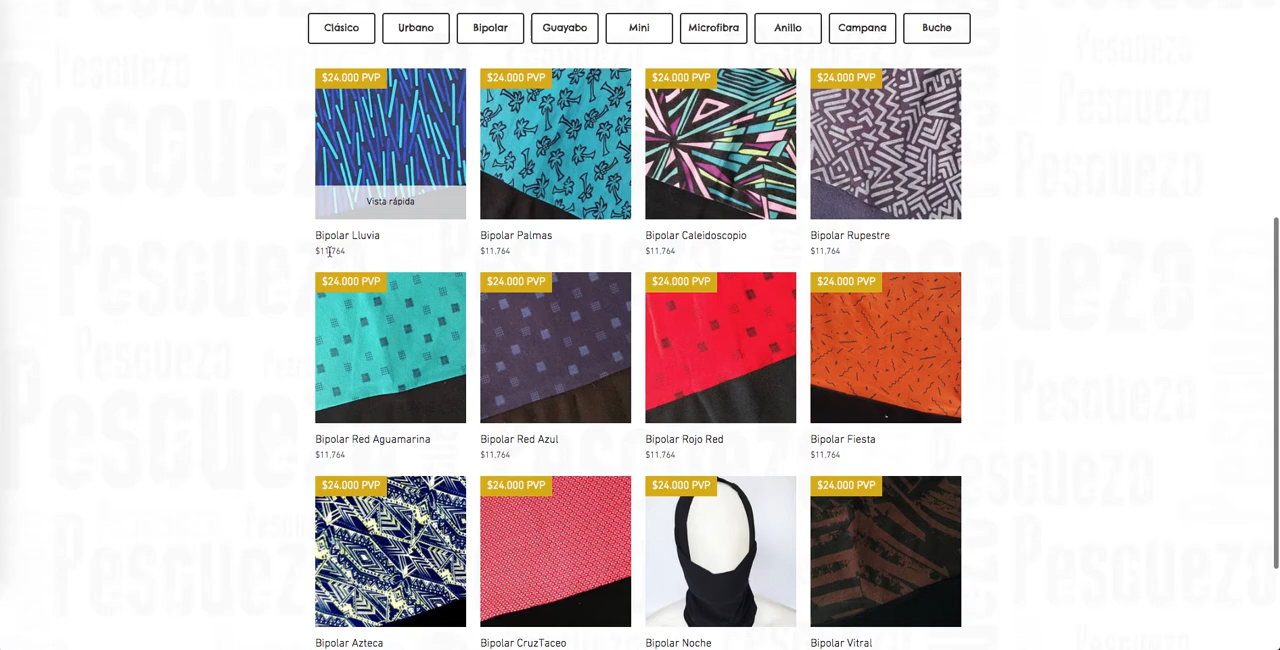 Clásico Urbano Bipolar Guayabo Mini Microfibra Anillo Campana Buche
$24.000 PVP $24.000 PVP $24.000 PVP $24.000 PVP
Vista rápida
Bipolar Lluvia Bipolar Palmas Bipolar Caleidoscopio Bipolar Rupestre
$11,764 $11,764 $11,764 $11,764
$24.000 PVP $24.000 PVP $24.000 PVP $24.000 PVP
Bipolar Red Aguamarina Bipolar Red Azul Bipolar Rojo Red Bipolar Fiesta
$11,764 $11,764 $11,764 $11,764
$24.000 PVP $24.000 PVP $24.000 PVP $24.000 PVP
Bipolar Azteca Bipolar CruzTaceo Bipolar Noche Bipolar Vitral
Pescueza